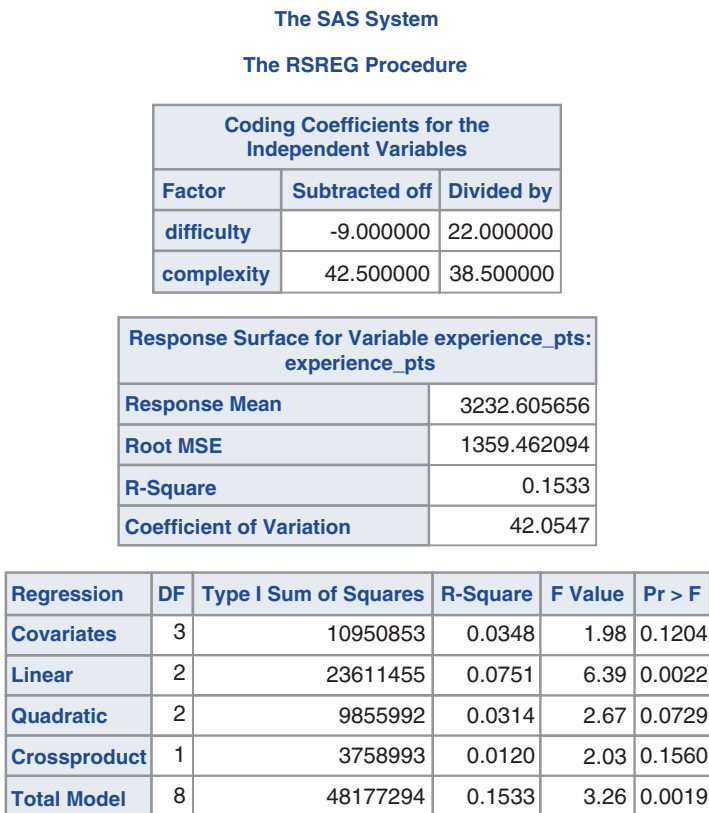 The SAS System
The RSREG Procedure
Coding Coefficients for the
Independent Variables
Factor Subtracted off Divided by
difficulty -9.000000 22.000000
complexity 42.500000 38.500000
Response Surface for Variable experience_pts:
experience_pts
Response Mean 3232.605656
Root MSE 1359.462094
R-Square 0.1533
Coefficient of Variation 42.0547
Regression DF Type I Sum of Squares R-Square F Value Pr > F
Covariates 3 10950853 0.0348 1.98 0.1204
Linear 2 23611455 0.0751 6.39 0.0022
Quadratic 2 9855992 0.0314 2.67 0.0729
Crossproduct 1 3758993 0.0120 2.03 0.1560
Total Model 8 48177294 0.1533 3.26 0.0019